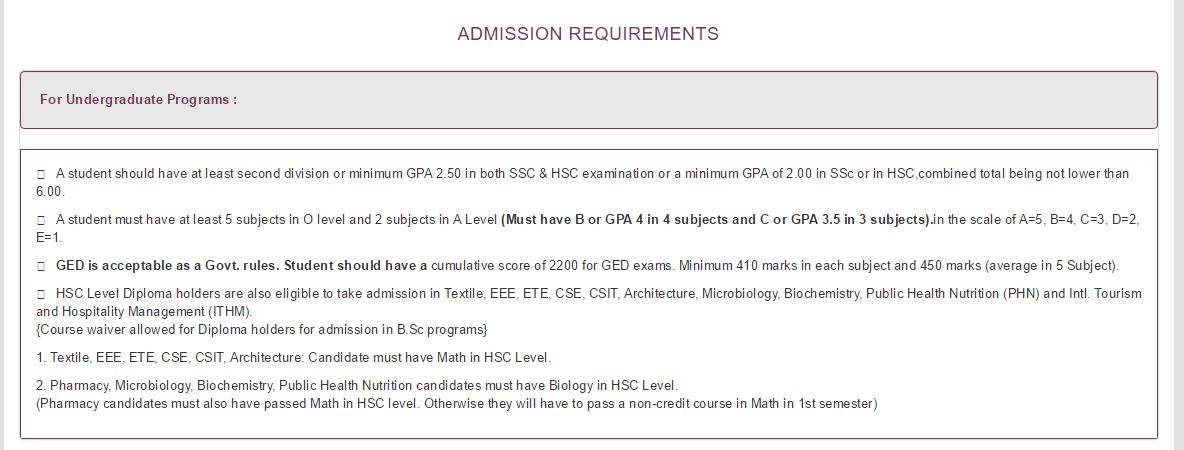 ADMISSION REQUIREMENTS
For Undergraduate Programs :
A student should have at least second division or minimum GPA 2.50 in both SSC & HSC examination or a minimum GPA of 2.00 in SSc or in HSC,combined total being not lower than
6.00.
A student must have at least 5 subjects in O level and 2 subjects in A Level (Must have B or GPA 4 in 4 subjects and C or GPA 3.5 in 3 subjects).in the scale of A=5, B=4, C=3, D=2,
E=1.
GED is acceptable as a Govt. rules. Student should have a cumulative score of 2200 for GED exams. Minimum 410 marks in each subject and 450 marks (average in 5 Subject).
HSC Level Diploma holders are also eligible to take admission in Textile, EEE, ETE, CSE, CSIT, Architecture, Microbiology, Biochemistry, Public Health Nutrition (PHN) and Intl. Tourism
and Hospitality Management (ITHM).
{Course waiver allowed for Diploma holders for admission in B.Sc programs}
1. Textile, EEE, ETE, CSE, CSIT, Architecture: Candidate must have Math in HSC Level.
2. Pharmacy, Microbiology, Biochemistry, Public Health Nutrition candidates must have Biology in HSC Level.
(Pharmacy candidates must also have passed Math in HSC level. Otherwise they will have to pass a non-credit course in Math in 1st semester)